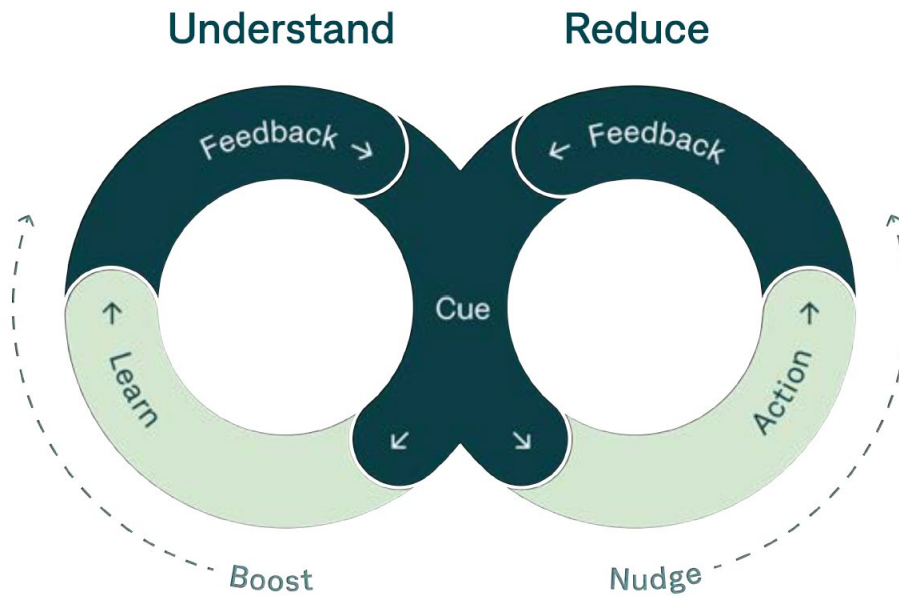 Understand
Reduce
Feedback →
← Feedback
Cue
Learn
Action
Boost
Nudge